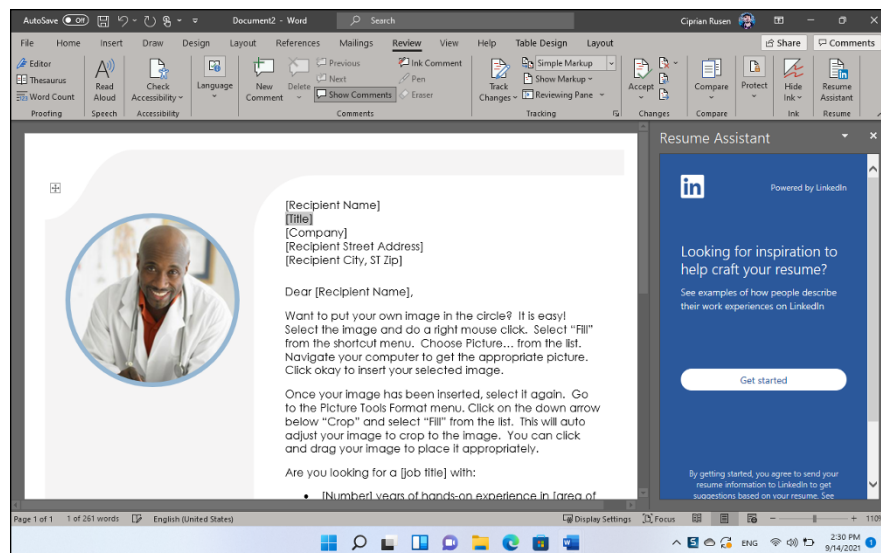 AutoSave Off Document2 - Word Search Ciprian Rusen
File Home Insert Draw Design Layout References Mailings Review View Help Table Design Layout Share Comments
Editor
Thesaurus
Word Count
Proofing
Read
Aloud
Speech
Check
Accessibility
Accessibility
Language
New
Comment
Delete
Previous
Next
Show Comments
Ink Comment
Pen
Eraser
Comments
Track
Changes
Simple Markup
Show Markup
Reviewing Pane
Tracking
Accept
Changes
Compare
Compare
Protect
Hide
Ink
Ink
Resume
Assistant
Resume
[Recipient Name]
[Title]
[Company]
[Recipient Street Address]
[Recipient City, ST Zip]
Dear [Recipient Name],
Want to put your own image in the circle? It is easy!
Select the image and do a right mouse click. Select “Fill”
from the shortcut menu. Choose Picture… from the list.
Navigate your computer to get the appropriate picture.
Click okay to insert your selected image.
Once your image has been inserted, select it again. Go
to the Picture Tools Format menu. Click on the down arrow
below “Crop” and select “Fill” from the list. This will auto
adjust your image to crop to the image. You can click
and drag your image to place it appropriately.
Are you looking for a [job title] with:
• [Number] years of hands-on experience in [area of
Resume Assistant
in
Powered by LinkedIn
Looking for inspiration to
help craft your resume?
See examples of how people describe
their work experiences on LinkedIn
Get started
By getting started, you agree to send your
resume information to LinkedIn to get
suggestions based on your resume. See
Page 1 of 1 1 of 261 words English (United States) Display Settings Focus 110%
ENG 2:30 PM
9/14/2021